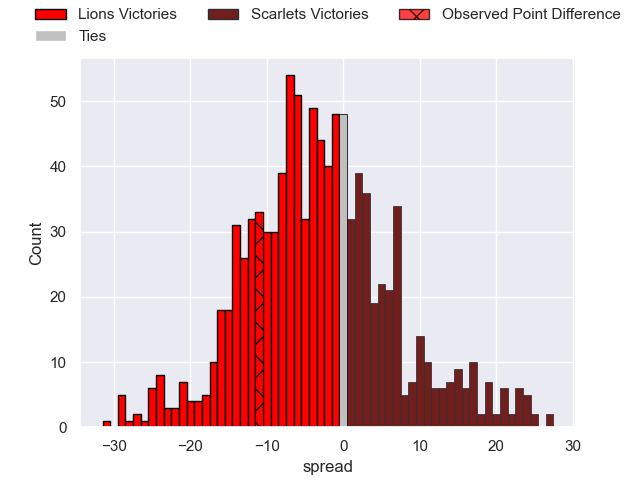 Lions Victories
Scarlets Victories
Observed Point Difference
Ties
50
40
30
20
10
0
Count
−30
−20
−10
0
10
20
30
spread